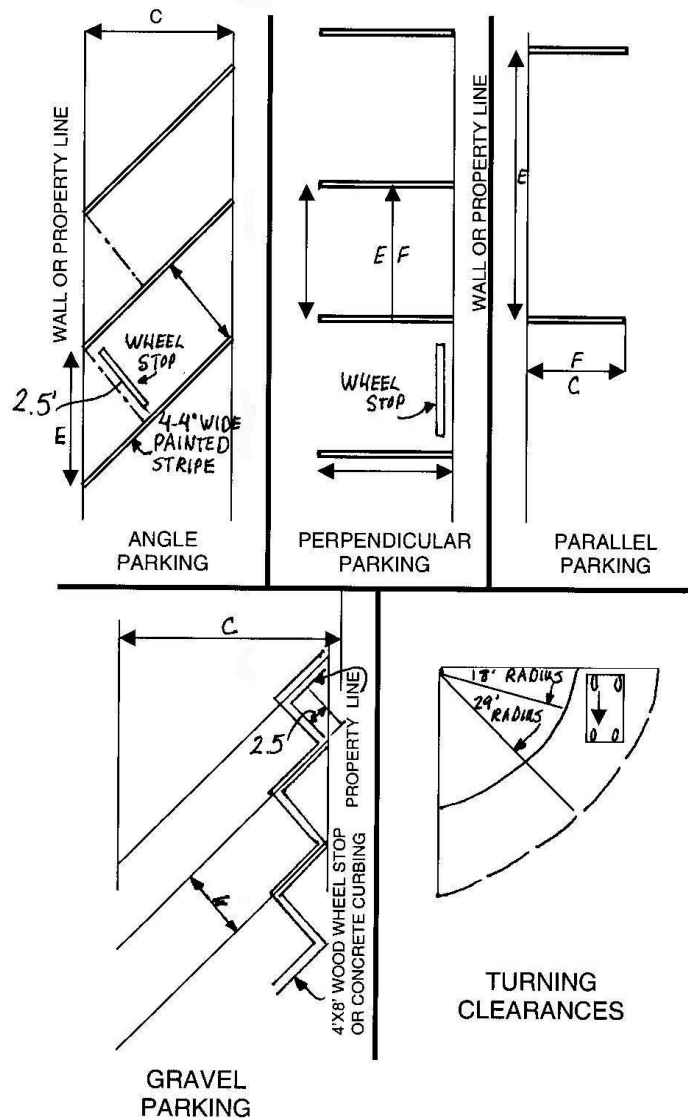 C
WALL OR PROPERTY LINE
WHEEL
STOP
2.5'
E
4-4" WIDE
PAINTED
STRIPE
ANGLE
PARKING
E F
WHEEL
STOP
WALL OR PROPERTY LINE
PERPENDICULAR
PARKING
E
F
C
PARALLEL
PARKING
C
2.5
PROPERTY LINE
4'X8' WOOD WHEEL STOP
OR CONCRETE CURBING
GRAVEL
PARKING
18' RADIUS
29' RADIUS
TURNING
CLEARANCES